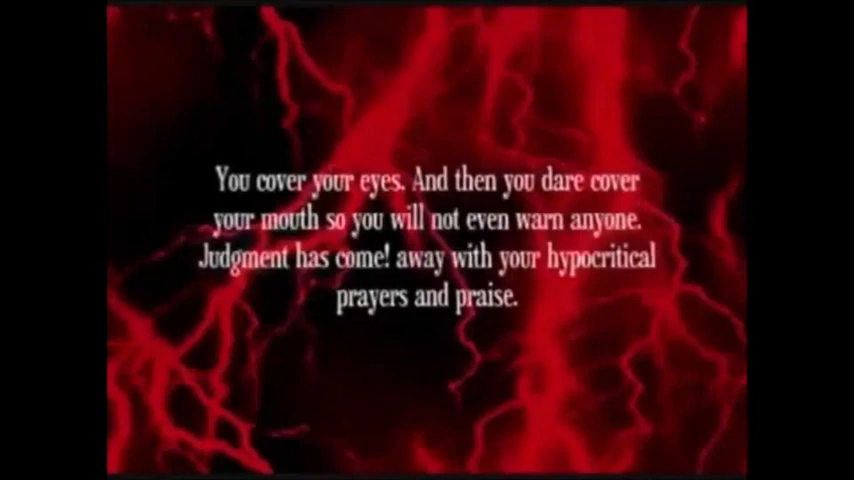 You cover your eyes. And then you dare cover
your mouth so you will not even warn anyone.
Judgment has come! away with your hypocritical
prayers and praise.